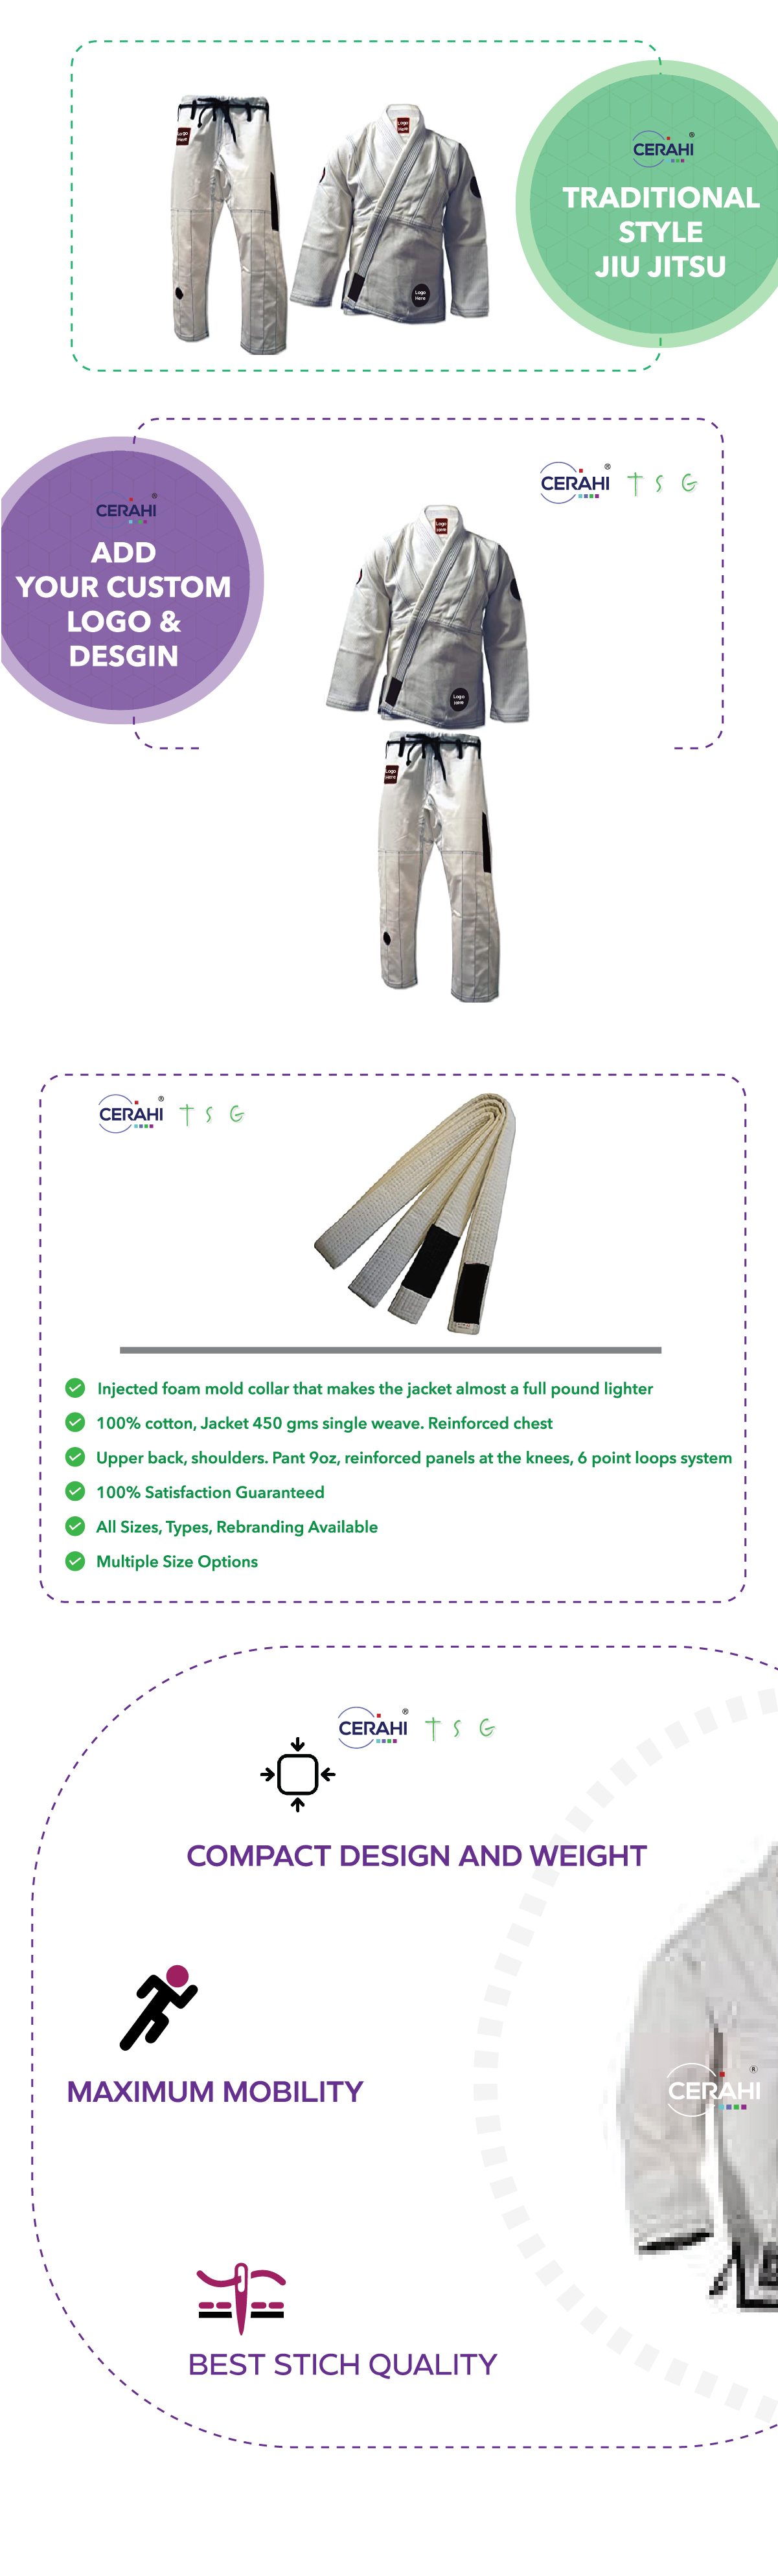 Logo
Here
Logo
Here
Logo
Here
CERAHI ®
TRADITIONAL
STYLE
JIU JITSU
CERAHI ®
ADD
YOUR CUSTOM
LOGO &
DESGIN
CERAHI ® T S G
Logo
Here
Logo
Here
Logo
Here
CERAHI ® T S G
Injected foam mold collar that makes the jacket almost a full pound lighter
100% cotton, Jacket 450 gms single weave. Reinforced chest
Upper back, shoulders. Pant 9oz, reinforced panels at the knees, 6 point loops system
100% Satisfaction Guaranteed
All Sizes, Types, Rebranding Available
Multiple Size Options
CERAHI ® T S G
COMPACT DESIGN AND WEIGHT
MAXIMUM MOBILITY
CERAHI ®
BEST STICH QUALITY